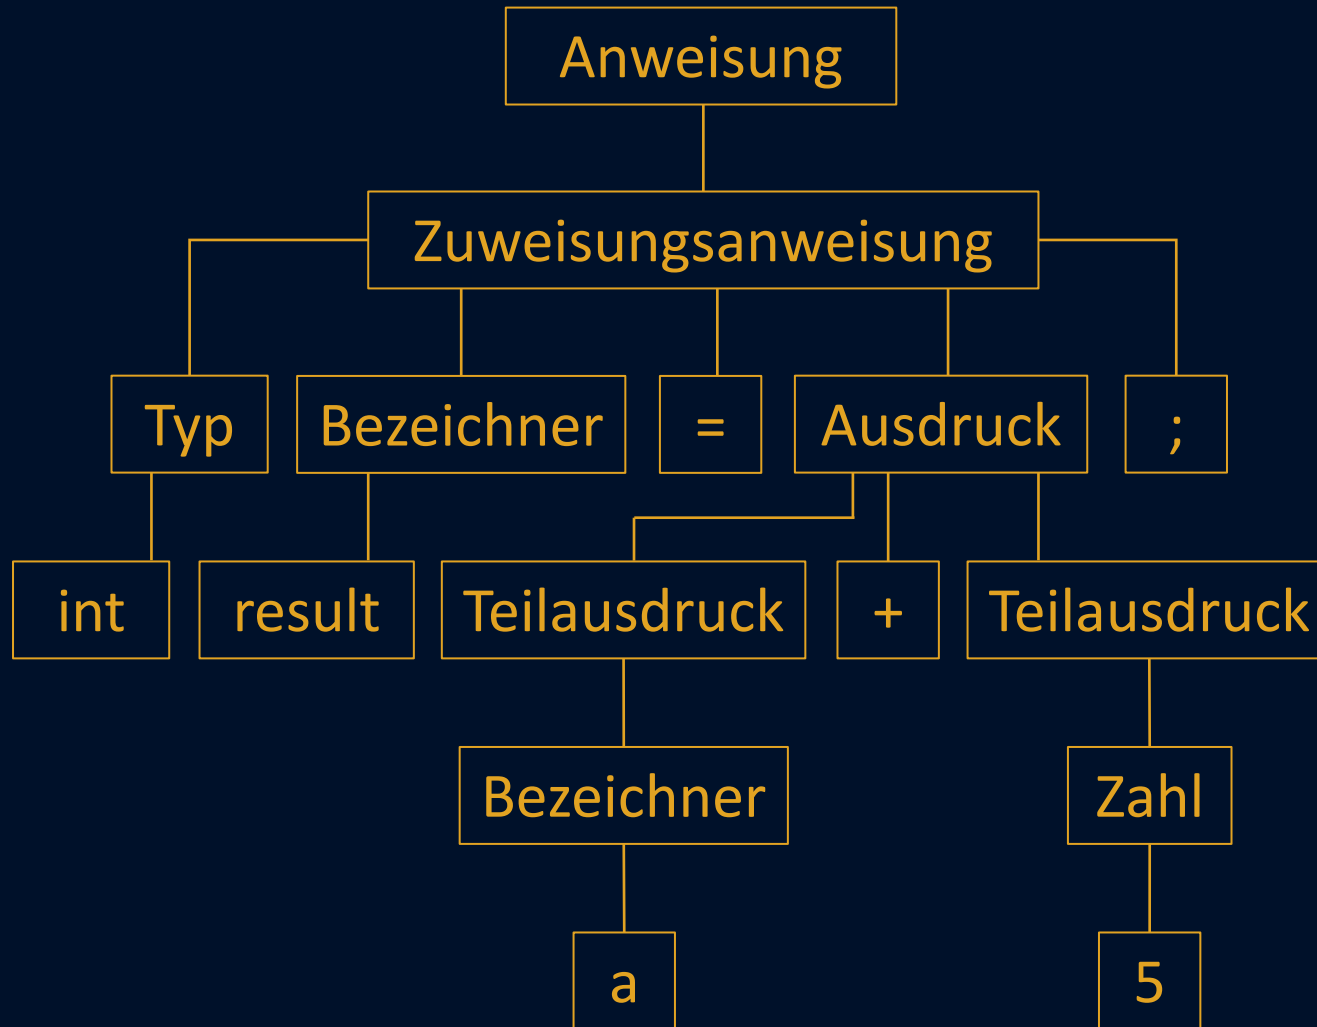 Anweisung
Zuweisungsanweisung
Typ Bezeichner = Ausdruck ;
int result Teilausdruck + Teilausdruck
Bezeichner Zahl
a 5